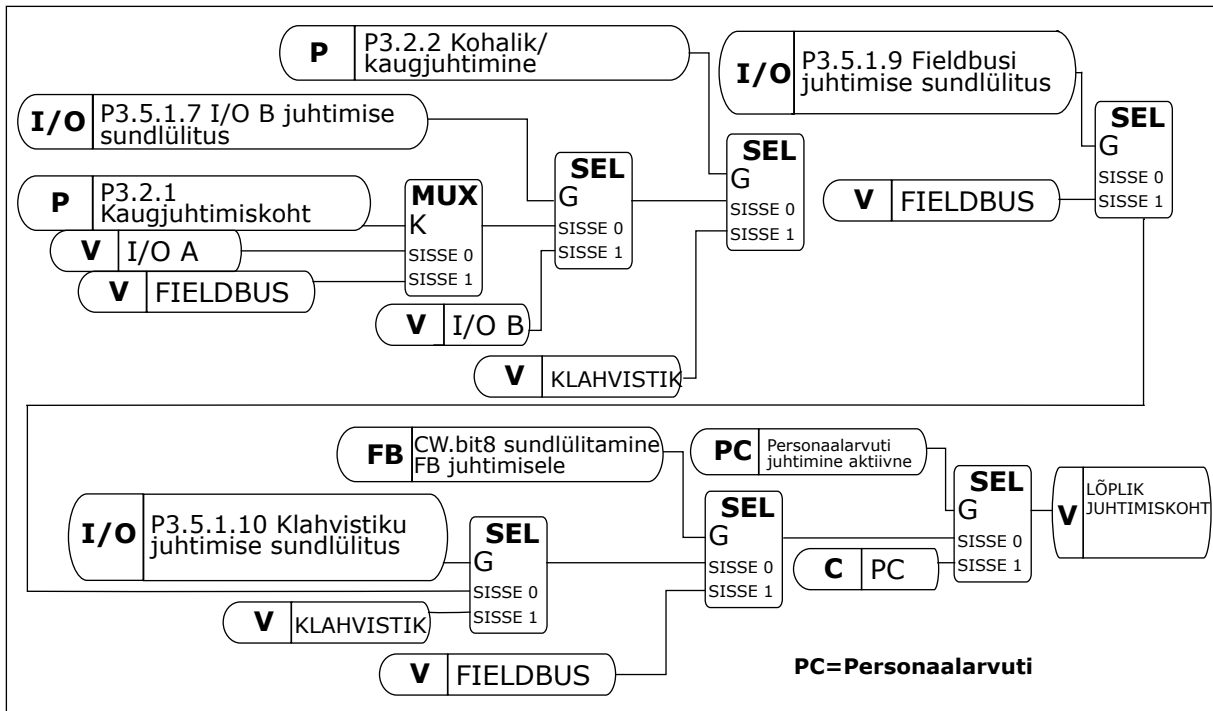 P
P3.2.2 Kohalik/
kaugjuhtimine
I/O
P3.5.1.9 Fieldbusi
juhtimise sundlülitus
I/O
P3.5.1.7 I/O B juhtimise
sundlülitus
SEL
G
SISSE 0
SISSE 1
SEL
G
SISSE 0
SISSE 1
SEL
G
SISSE 0
SISSE 1
P
P3.2.1
Kaugjuhtimiskoht
MUX
K
SISSE 0
SISSE 1
V
FIELDBUS
V
I/O A
V
FIELDBUS
V
I/O B
V
KLAHVISTIK
FB
CW.bit8 sundlülitamine
FB juhtimisele
PC
Personaalarvuti
juhtimine aktiivne
SEL
G
SISSE 0
SISSE 1
V
LÕPLIK
JUHTIMISKOHT
I/O
P3.5.1.10 Klahvistiku
juhtimise sundlülitus
SEL
G
SISSE 0
SISSE 1
SEL
G
SISSE 0
SISSE 1
C
PC
V
KLAHVISTIK
V
FIELDBUS
PC=Personaalarvuti